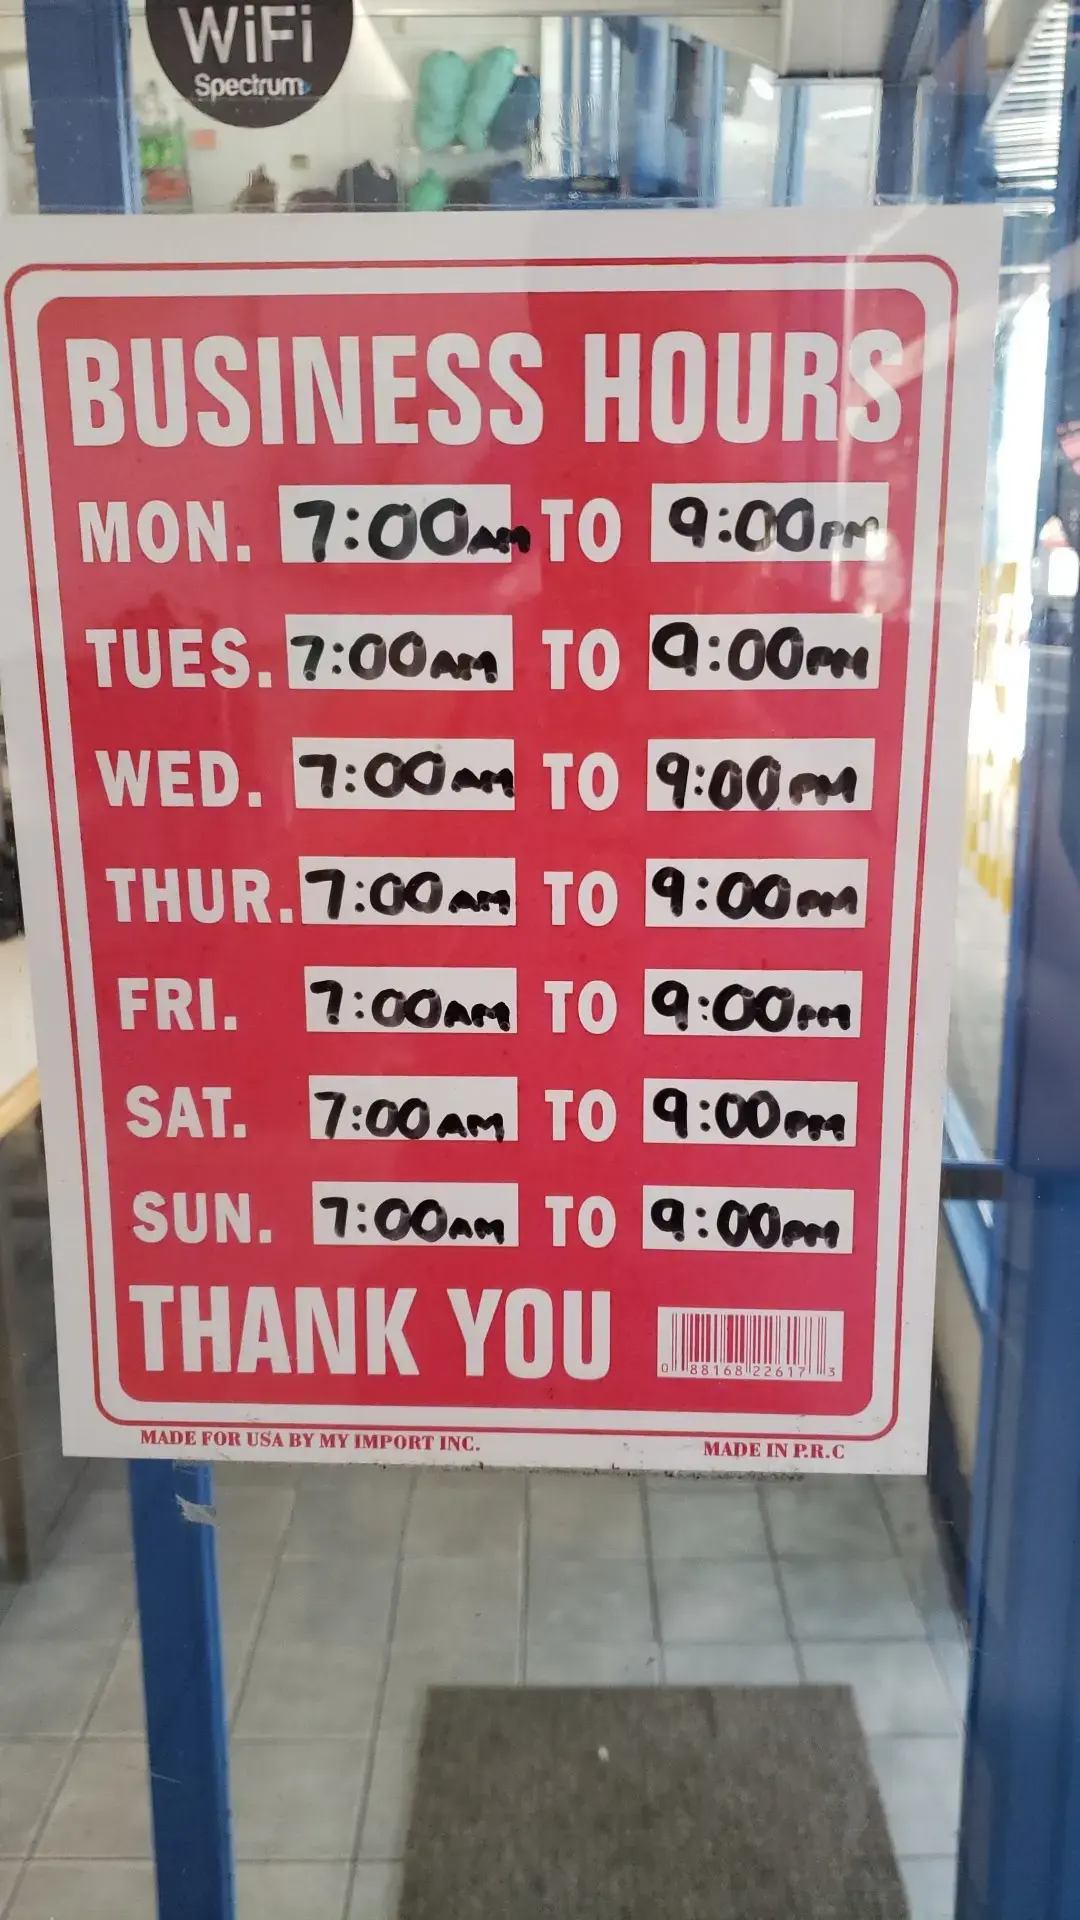 WiFi
Spectrum
BUSINESS HOURS
MON. 7:00AM TO 9:00PM
TUES. 7:00AM TO 9:00PM
WED. 7:00AM TO 9:00PM
THUR. 7:00AM TO 9:00PM
FRI. 7:00AM TO 9:00PM
SAT. 7:00AM TO 9:00PM
SUN. 7:00AM TO 9:00PM
THANK YOU
0 88168 22617 3
MADE FOR USA BY MY IMPORT INC. MADE IN P.R.C